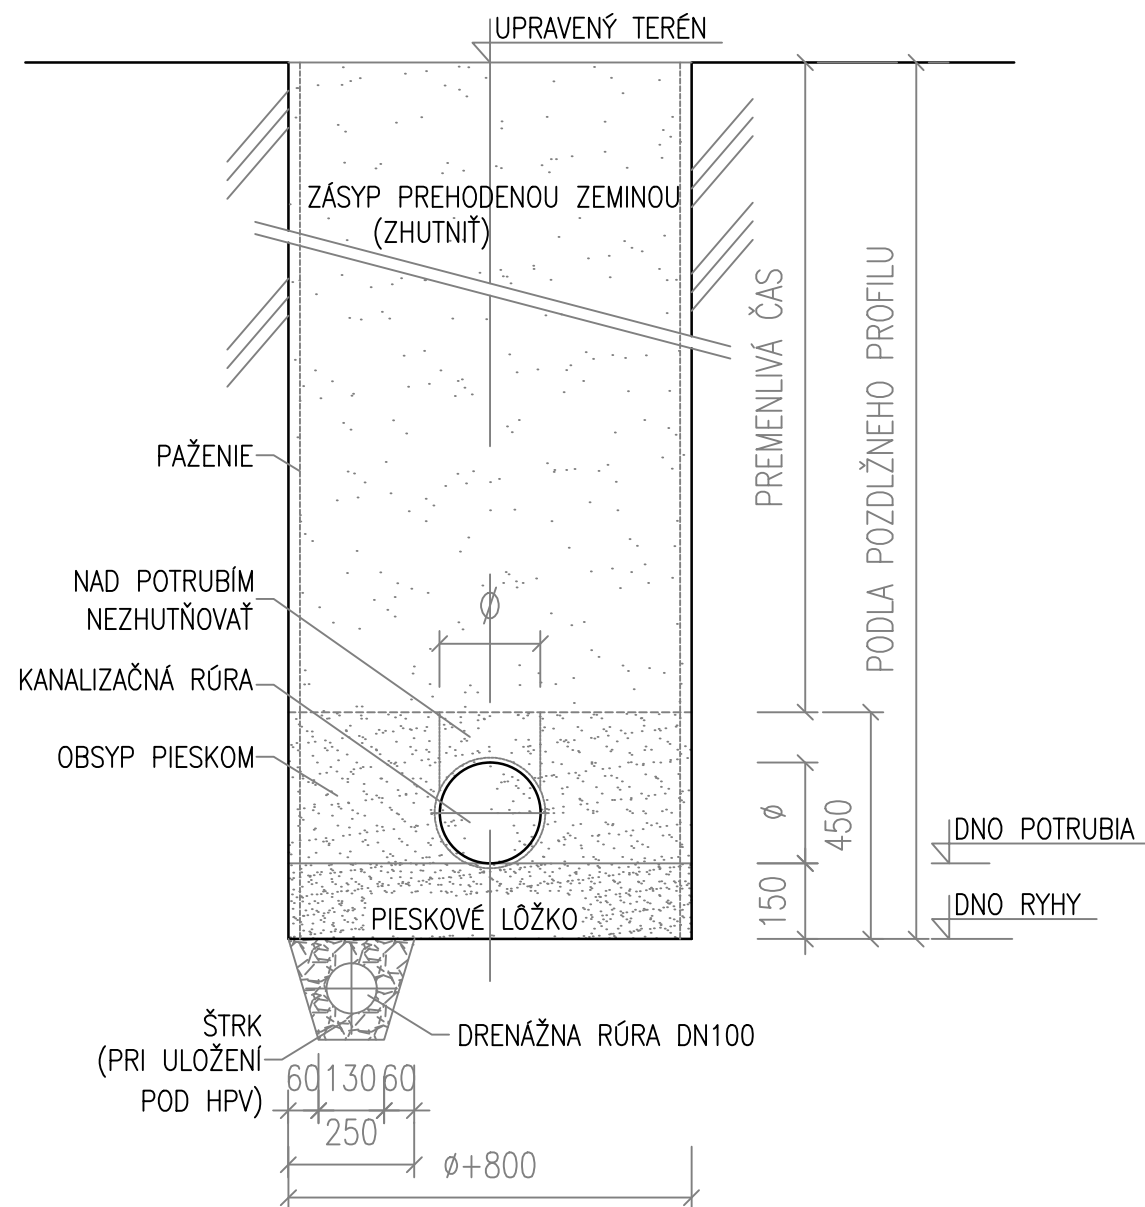 UPRAVENÝ TERÉN
ZÁSYP PREHODENOU ZEMINOU
(ZHUTNIŤ)
PREMENLIVÁ ČAS
PODLA POZDLŽNEHO PROFILU
PAŽENIE
NAD POTRUBÍM
NEZHUTŇOVAŤ
Ø
KANALIZAČNÁ RÚRA
OBSYP PIESKOM
ø
450
150
DNO POTRUBIA
DNO RYHY
PIESKOVÉ LÔŽKO
ŠTRK
(PRI ULOŽENÍ
POD HPV)
DRENÁŽNA RÚRA DN100
60 130 60
250
ø+800